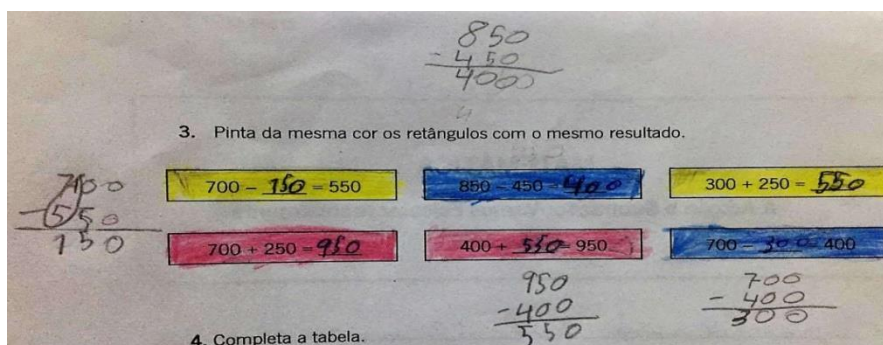 850
- 450
4000
3. Pinta da mesma cor os retângulos com o mesmo resultado.
700
- 550
150
700 – 150 = 550
850 – 450 = 400
300 + 250 = 550
700 + 250 = 950
400 + 550 = 950
700 – 300 = 400
950
- 400
550
700
- 400
300
4. Completa a tabela.